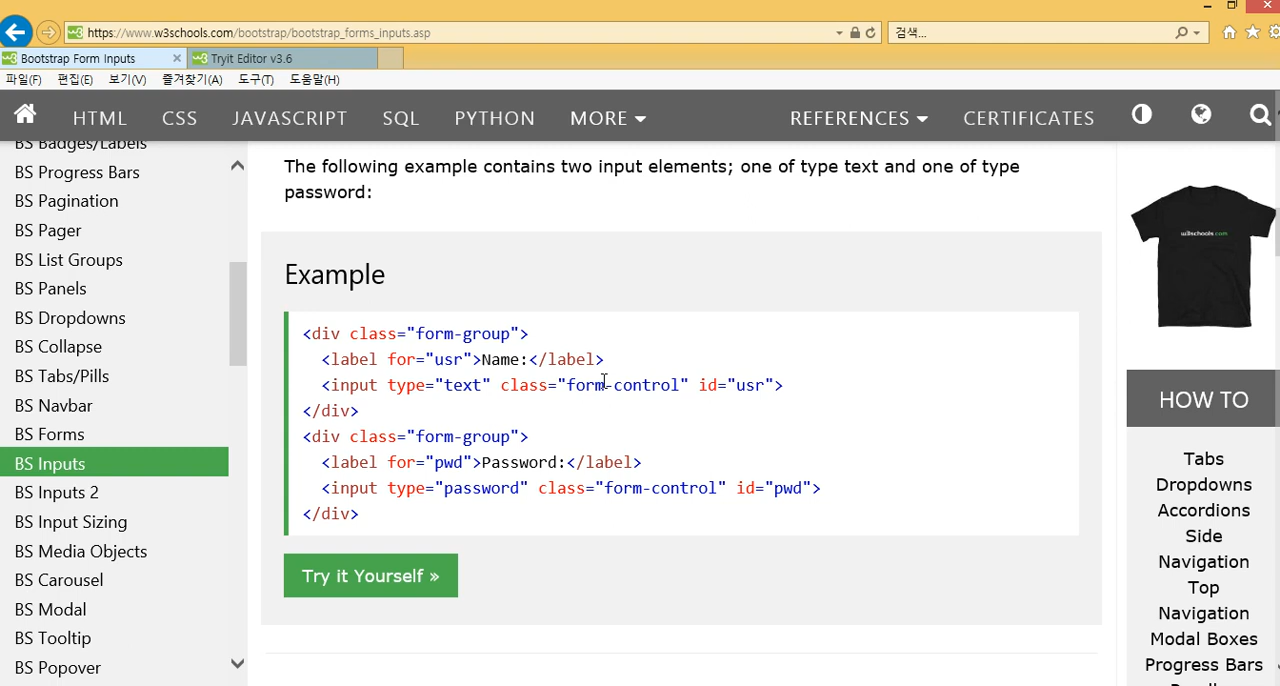 https://www.w3schools.com/bootstrap/bootstrap_forms_inputs.asp
검색...
Bootstrap Form Inputs
Tryit Editor v3.6
파일(F) 편집(E) 보기(V) 즐겨찾기(A) 도구(T) 도움말(H)
HTML CSS JAVASCRIPT SQL PYTHON MORE REFERENCES CERTIFICATES
BS Badges/Labels
BS Progress Bars
BS Pagination
BS Pager
BS List Groups
BS Panels
BS Dropdowns
BS Collapse
BS Tabs/Pills
BS Navbar
BS Forms
BS Inputs
BS Inputs 2
BS Input Sizing
BS Media Objects
BS Carousel
BS Modal
BS Tooltip
BS Popover
The following example contains two input elements; one of type text and one of type
password:
Example
<div class="form-group">
  <label for="usr">Name:</label>
  <input type="text" class="form-control" id="usr">
</div>
<div class="form-group">
  <label for="pwd">Password:</label>
  <input type="password" class="form-control" id="pwd">
</div>
Try it Yourself »
w3schools.com
HOW TO
Tabs
Dropdowns
Accordions
Side
Navigation
Top
Navigation
Modal Boxes
Progress Bars